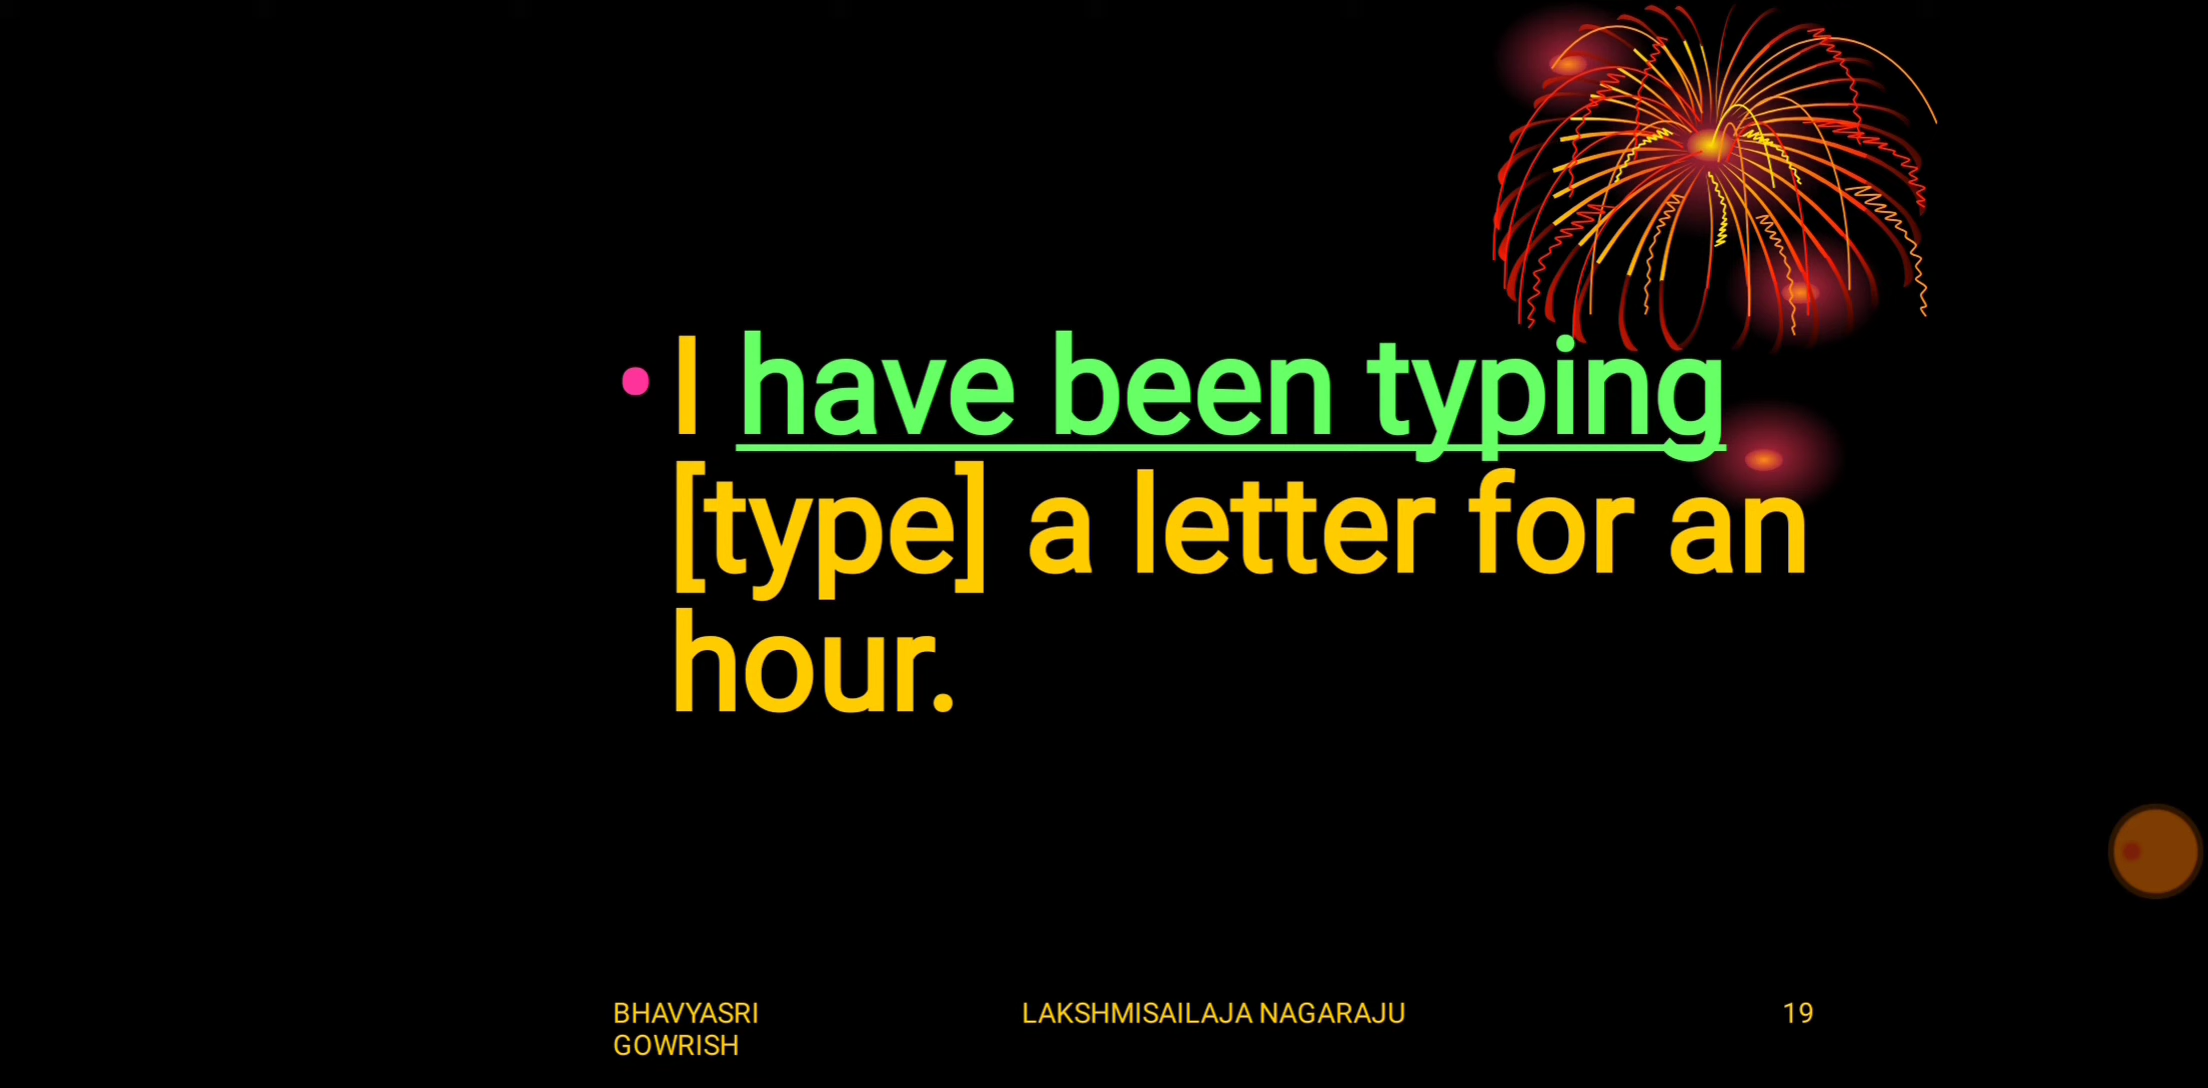 • I have been typing
[type] a letter for an
hour.
BHAVYASRI
GOWRISH
LAKSHMISAILAJA NAGARAJU
19